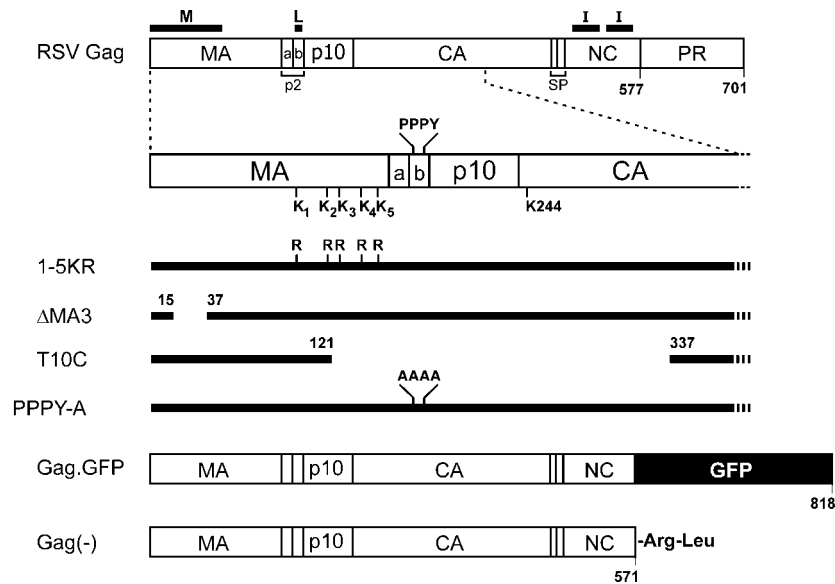 M L I I
RSV Gag MA a b p10 CA NC PR
p2 SP 577 701
PPPY
MA a b p10 CA
K1 K2 K3 K4 K5 K244
R R R R R
1-5KR
15 37
ΔMA3
121 337
T10C
AAAA
PPPY-A
Gag.GFP MA p10 CA NC GFP
818
Gag(-) MA p10 CA NC -Arg-Leu
571